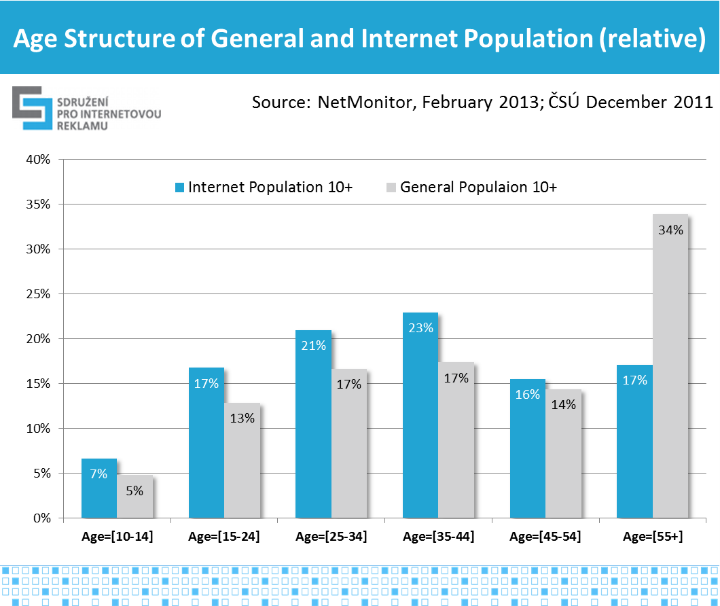 Age Structure of General and Internet Population (relative)
SDRUŽENÍ
PRO INTERNETOVOU
REKLAMU
Source: NetMonitor, February 2013; ČSÚ December 2011
40%
Internet Population 10+ General Populaion 10+
35%
34%
30%
25%
23%
21%
20%
17% 17% 17% 17%
15%
16% 14%
13%
10%
7%
5%
5%
0%
Age=[10-14] Age=[15-24] Age=[25-34] Age=[35-44] Age=[45-54] Age=[55+]